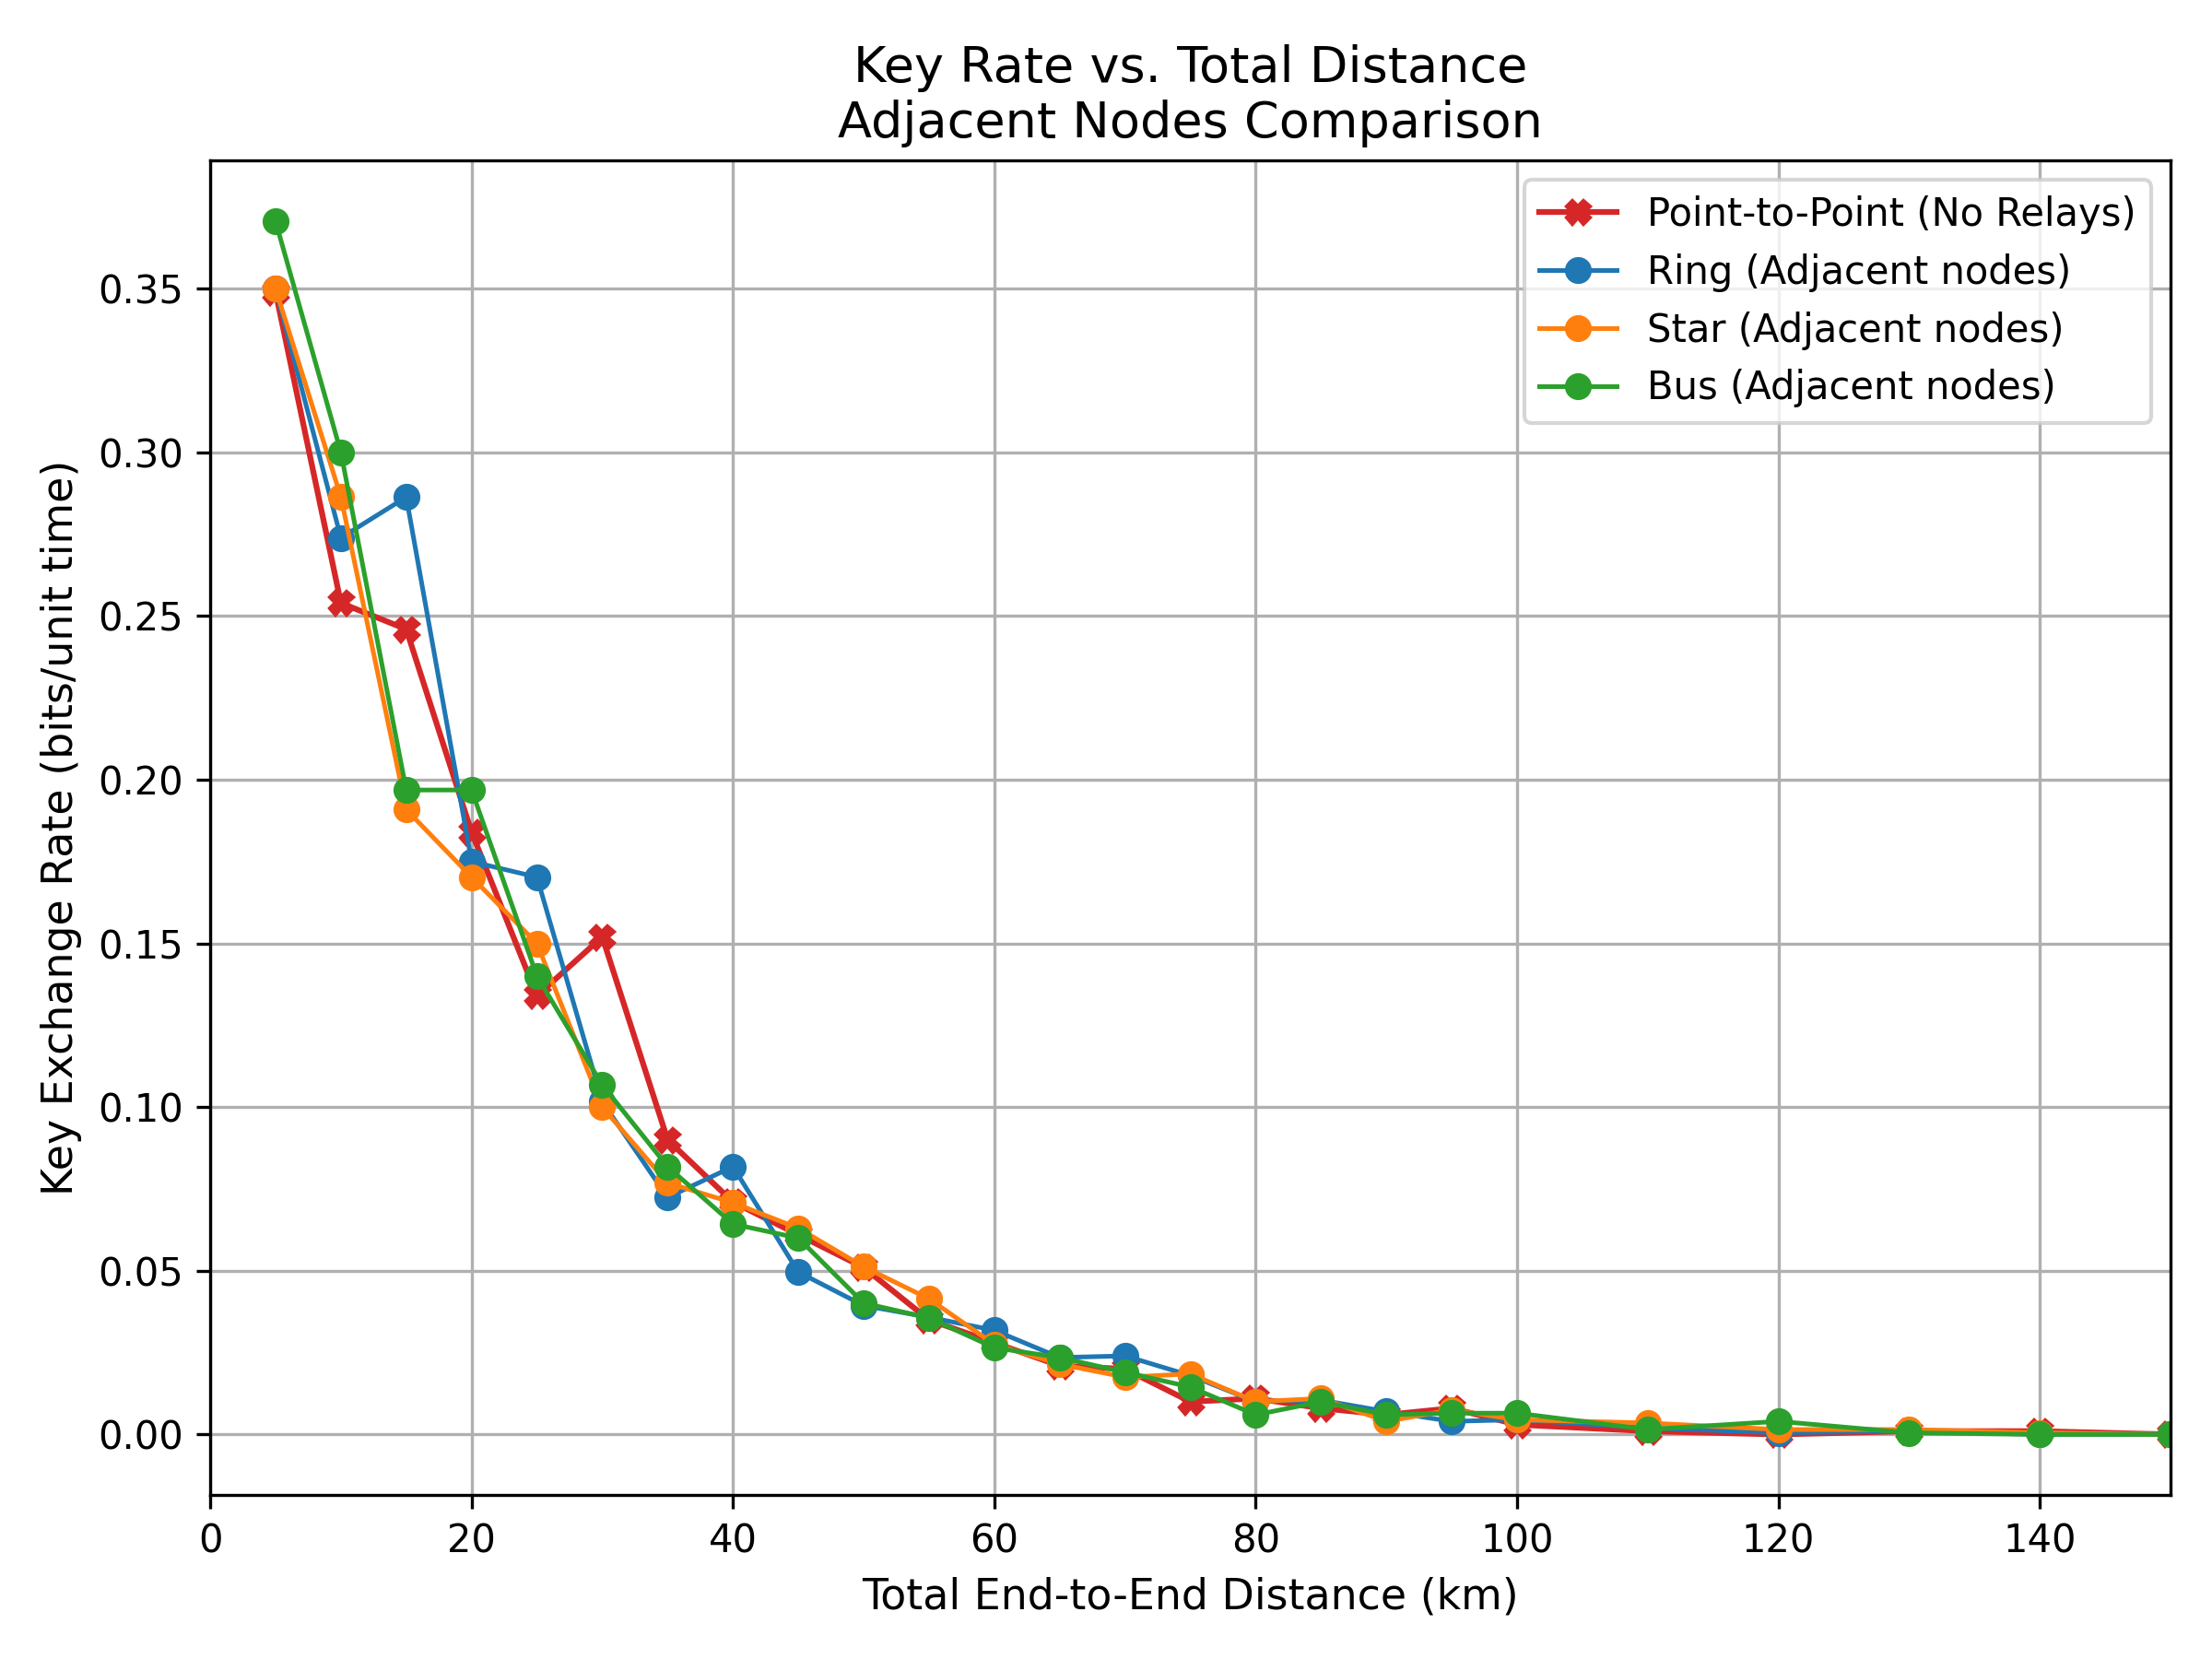 Key Rate vs. Total Distance
Adjacent Nodes Comparison
Point-to-Point (No Relays)
Ring (Adjacent nodes)
Star (Adjacent nodes)
Bus (Adjacent nodes)
Key Exchange Rate (bits/unit time)
0.35
0.30
0.25
0.20
0.15
0.10
0.05
0.00
0 20 40 60 80 100 120 140
Total End-to-End Distance (km)